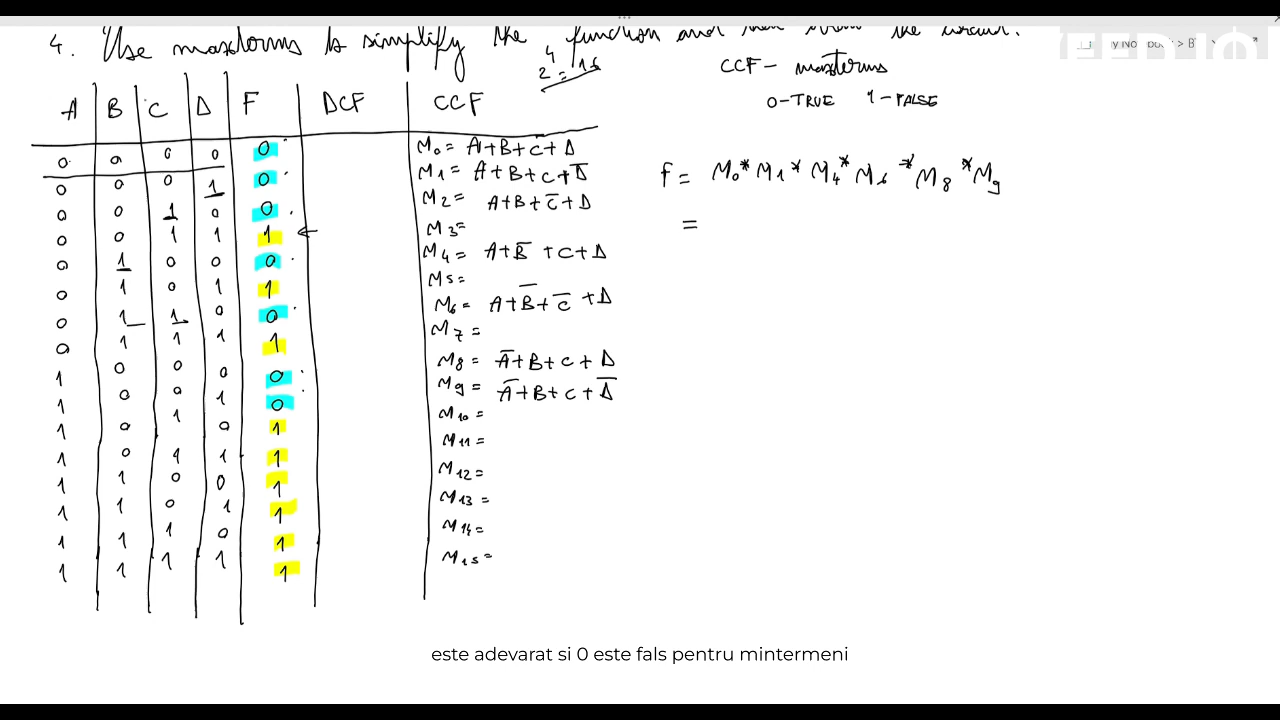 4. Use maxterms to simplify the function and then draw the circuit.
2^4 = 16
CCF - maxterms
0-TRUE 1-FALSE
A B C D F DCF CCF
0 0 0 0 0 M0 = A+B+C̅+D
0 0 0 1 0 M1 = A+B+C+D̅
0 0 1 0 0 M2 = A+B+C̅+D
0 0 1 1 1 ← M3=
0 1 0 0 0 M4= A+B̅+C+D
0 1 0 1 1 M5=
0 1 1 0 0 M6= A+B̅+C̅+D
0 1 1 1 1 M7=
1 0 0 0 0 M8= A̅+B+C+D
1 0 0 1 0 M9= A̅+B+C+D̅
1 0 1 0 1 M10=
1 0 1 1 1 M11=
1 1 0 0 1 M12=
1 1 0 1 1 M13=
1 1 1 0 1 M14=
1 1 1 1 1 M15=
f = M0 * M1 * M4 * M6 * M8 * M9
=
este adevarat si 0 este fals pentru mintermeni